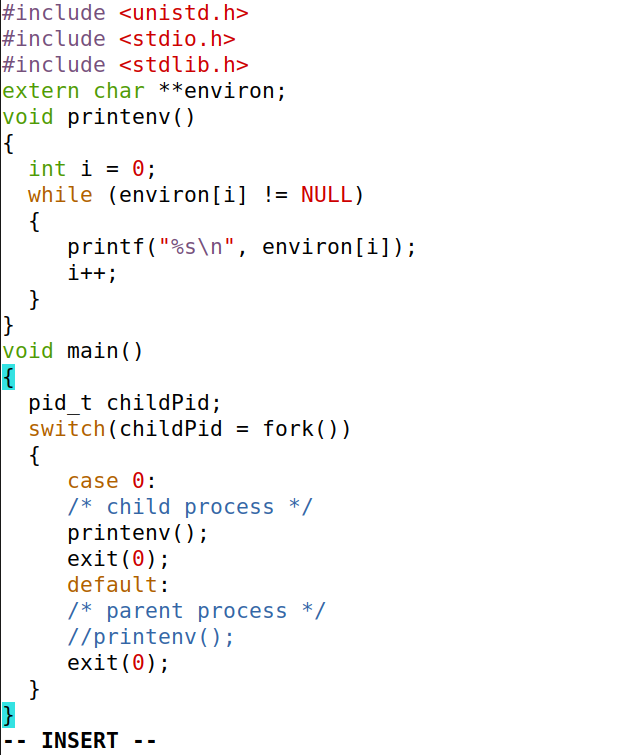 #include <unistd.h>
#include <stdio.h>
#include <stdlib.h>
extern char **environ;
void printenv()
{
  int i = 0;
  while (environ[i] != NULL)
  {
     printf("%s\n", environ[i]);
     i++;
  }
}
void main()
{
  pid_t childPid;
  switch(childPid = fork())
  {
     case 0:
     /* child process */
     printenv();
     exit(0);
     default:
     /* parent process */
     //printenv();
     exit(0);
  }
}
-- INSERT --